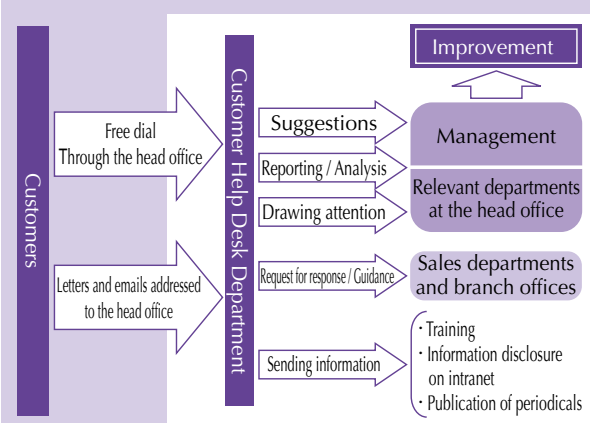 Customers
Free dial
Through the head office
Letters and emails addressed
to the head office
Customer Help Desk Department
Suggestions
Reporting / Analysis
Drawing attention
Request for response / Guidance
Sending information
Improvement
Management
Relevant departments
at the head office
Sales departments
and branch offices
· Training
· Information disclosure
on intranet
· Publication of periodicals